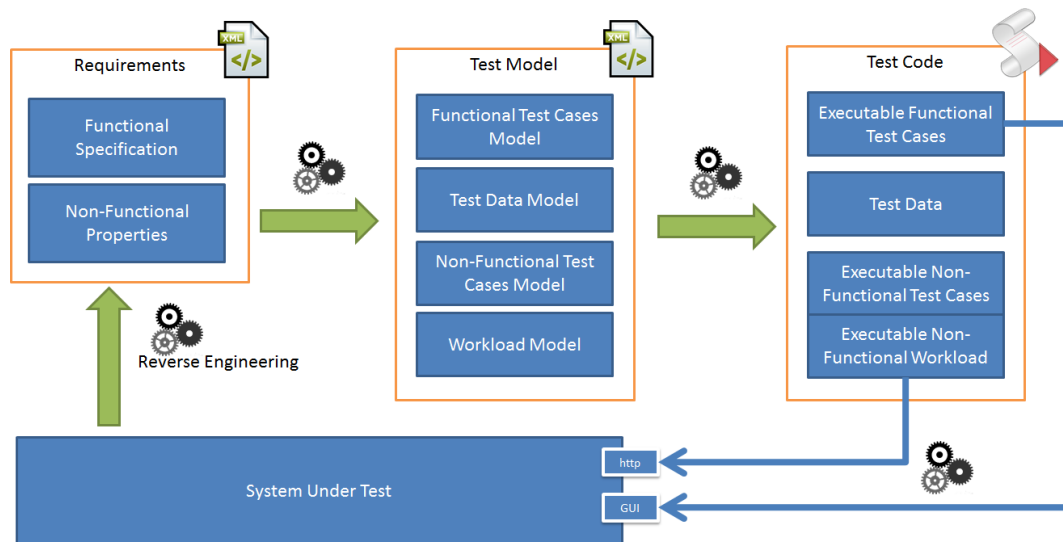 Requirements
XML
</>
Functional
Specification
Non-Functional
Properties
Reverse Engineering
Test Model
XML
</>
Functional Test Cases
Model
Test Data Model
Non-Functional Test
Cases Model
Workload Model
Test Code
Executable Functional
Test Cases
Test Data
Executable Non-
Functional Test Cases
Executable Non-
Functional Workload
System Under Test
http
GUI